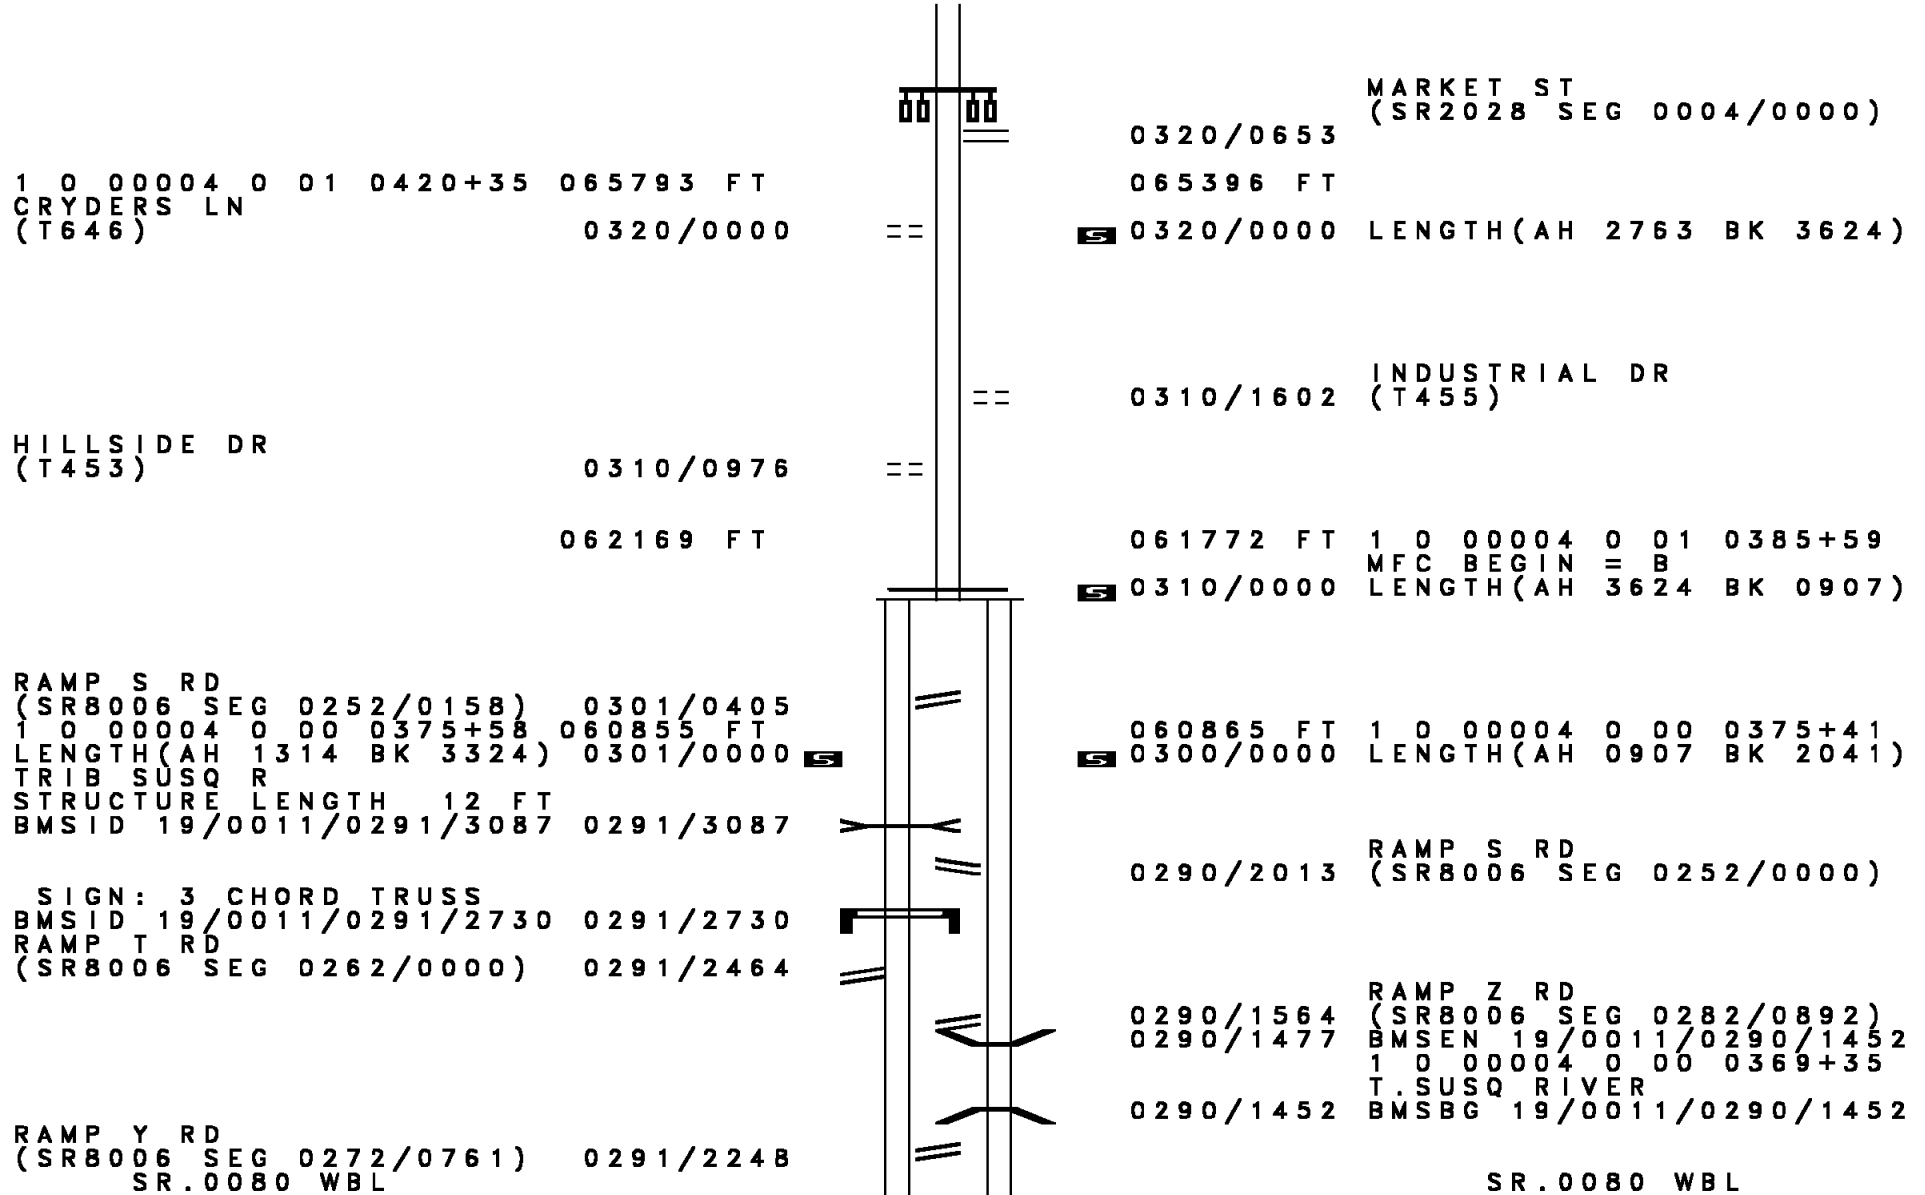 MARKET ST
(SR2028 SEG 0004/0000)
0320/0653
1 0 00004 0 01 0420+35 065793 FT
065396 FT
CRYDERS LN
(T646) 0320/0000
S 0320/0000 LENGTH(AH 2763 BK 3624)
INDUSTRIAL DR
0310/1602 (T455)
HILLSIDE DR
(T453) 0310/0976
062169 FT
061772 FT 1 0 00004 0 01 0385+59
MFC BEGIN = B
S 0310/0000 LENGTH(AH 3624 BK 0907)
RAMP S RD
(SR8006 SEG 0252/0158) 0301/0405
1 0 00004 0 00 0375+58 060855 FT
060865 FT 1 0 00004 0 00 0375+41
LENGTH(AH 1314 BK 3324) 0301/0000 S
S 0300/0000 LENGTH(AH 0907 BK 2041)
TRIB SUSQ R
STRUCTURE LENGTH 12 FT
BMSID 19/0011/0291/3087 0291/3087
RAMP S RD
0290/2013 (SR8006 SEG 0252/0000)
SIGN: 3 CHORD TRUSS
BMSID 19/0011/0291/2730 0291/2730
RAMP T RD
(SR8006 SEG 0262/0000) 0291/2464
RAMP Z RD
0290/1564 (SR8006 SEG 0282/0892)
0290/1477 BMSEN 19/0011/0290/1452
1 0 00004 0 00 0369+35
T.SUSQ RIVER
0290/1452 BMSBG 19/0011/0290/1452
RAMP Y RD
(SR8006 SEG 0272/0761) 0291/2248
SR.0080 WBL
SR.0080 WBL